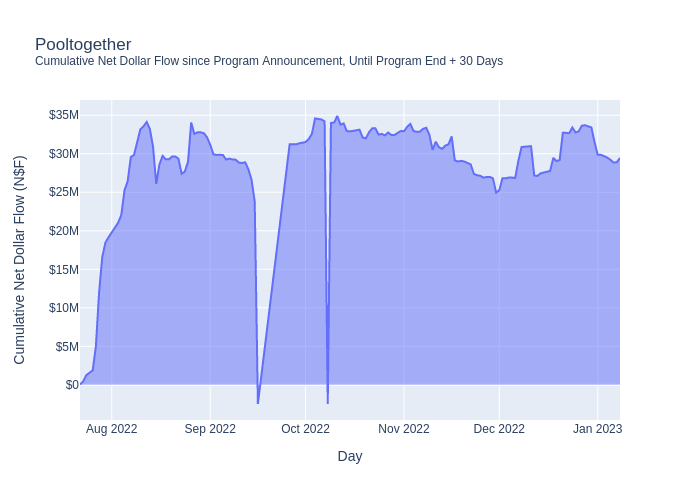 Pooltogether
Cumulative Net Dollar Flow since Program Announcement, Until Program End + 30 Days
Cumulative Net Dollar Flow (N$F)
$35M
$30M
$25M
$20M
$15M
$10M
$5M
$0
Aug 2022
Sep 2022
Oct 2022
Nov 2022
Dec 2022
Jan 2023
Day